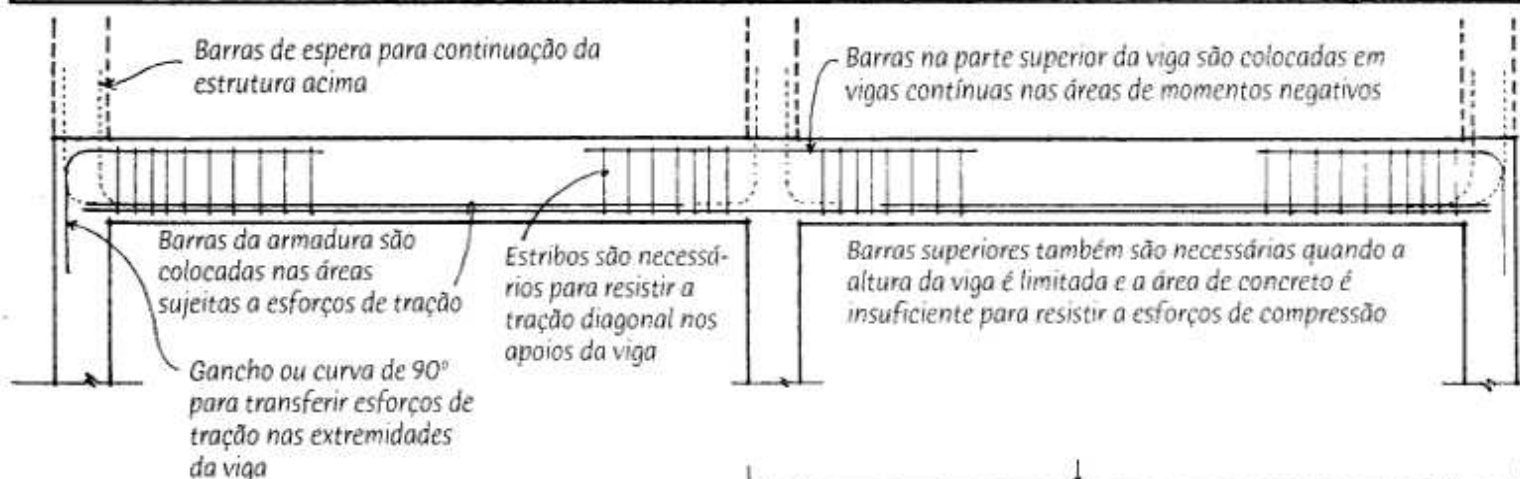 Barras de espera para continuação da
estrutura acima
Barras na parte superior da viga são colocadas em
vigas contínuas nas áreas de momentos negativos
Barras da armadura são
colocadas nas áreas
sujeitas a esforços de tração
Estribos são necessá-
rios para resistir a
tração diagonal nos
apoios da viga
Barras superiores também são necessárias quando a
altura da viga é limitada e a área de concreto é
insuficiente para resistir a esforços de compressão
Gancho ou curva de 90°
para transferir esforços de
tração nas extremidades
da viga